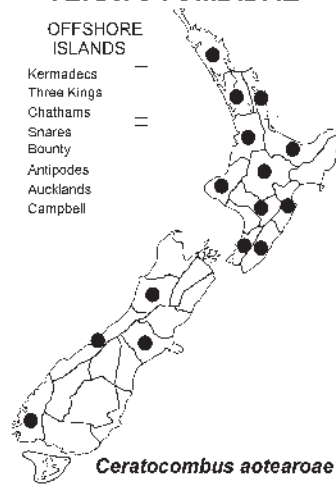 OFFSHORE
ISLANDS
Kermadecs
Three Kings
Chathams
Snares
Bounty
Antipodes
Aucklands
Campbell
Ceratocombus aotearoae